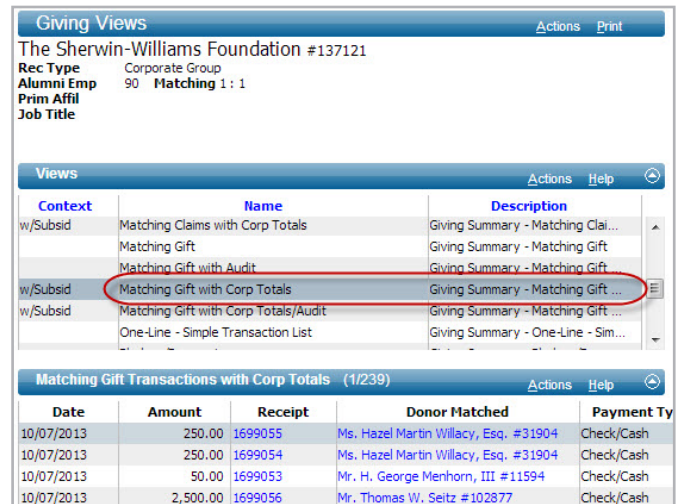 Giving Views Actions Print
The Sherwin-Williams Foundation #137121
Rec Type Corporate Group
Alumni Emp 90 Matching 1 : 1
Prim Affil
Job Title
Views Actions Help
Context Name Description
w/Subsid Matching Claims with Corp Totals Giving Summary - Matching Clai...
Matching Gift Giving Summary - Matching Gift
Matching Gift with Audit Giving Summary - Matching Gift ...
w/Subsid Matching Gift with Corp Totals Giving Summary - Matching Gift ...
w/Subsid Matching Gift with Corp Totals/Audit Giving Summary - Matching Gift ...
One-Line - Simple Transaction List Giving Summary - One-Line - Sim...
Matching Gift Transactions with Corp Totals (1/239) Actions Help
Date Amount Receipt Donor Matched Payment Ty
10/07/2013 250.00 1699055 Ms. Hazel Martin Willacy, Esq. #31904 Check/Cash
10/07/2013 250.00 1699054 Ms. Hazel Martin Willacy, Esq. #31904 Check/Cash
10/07/2013 50.00 1699053 Mr. H. George Menhorn, III #11594 Check/Cash
10/07/2013 2,500.00 1699056 Mr. Thomas W. Seitz #102877 Check/Cash